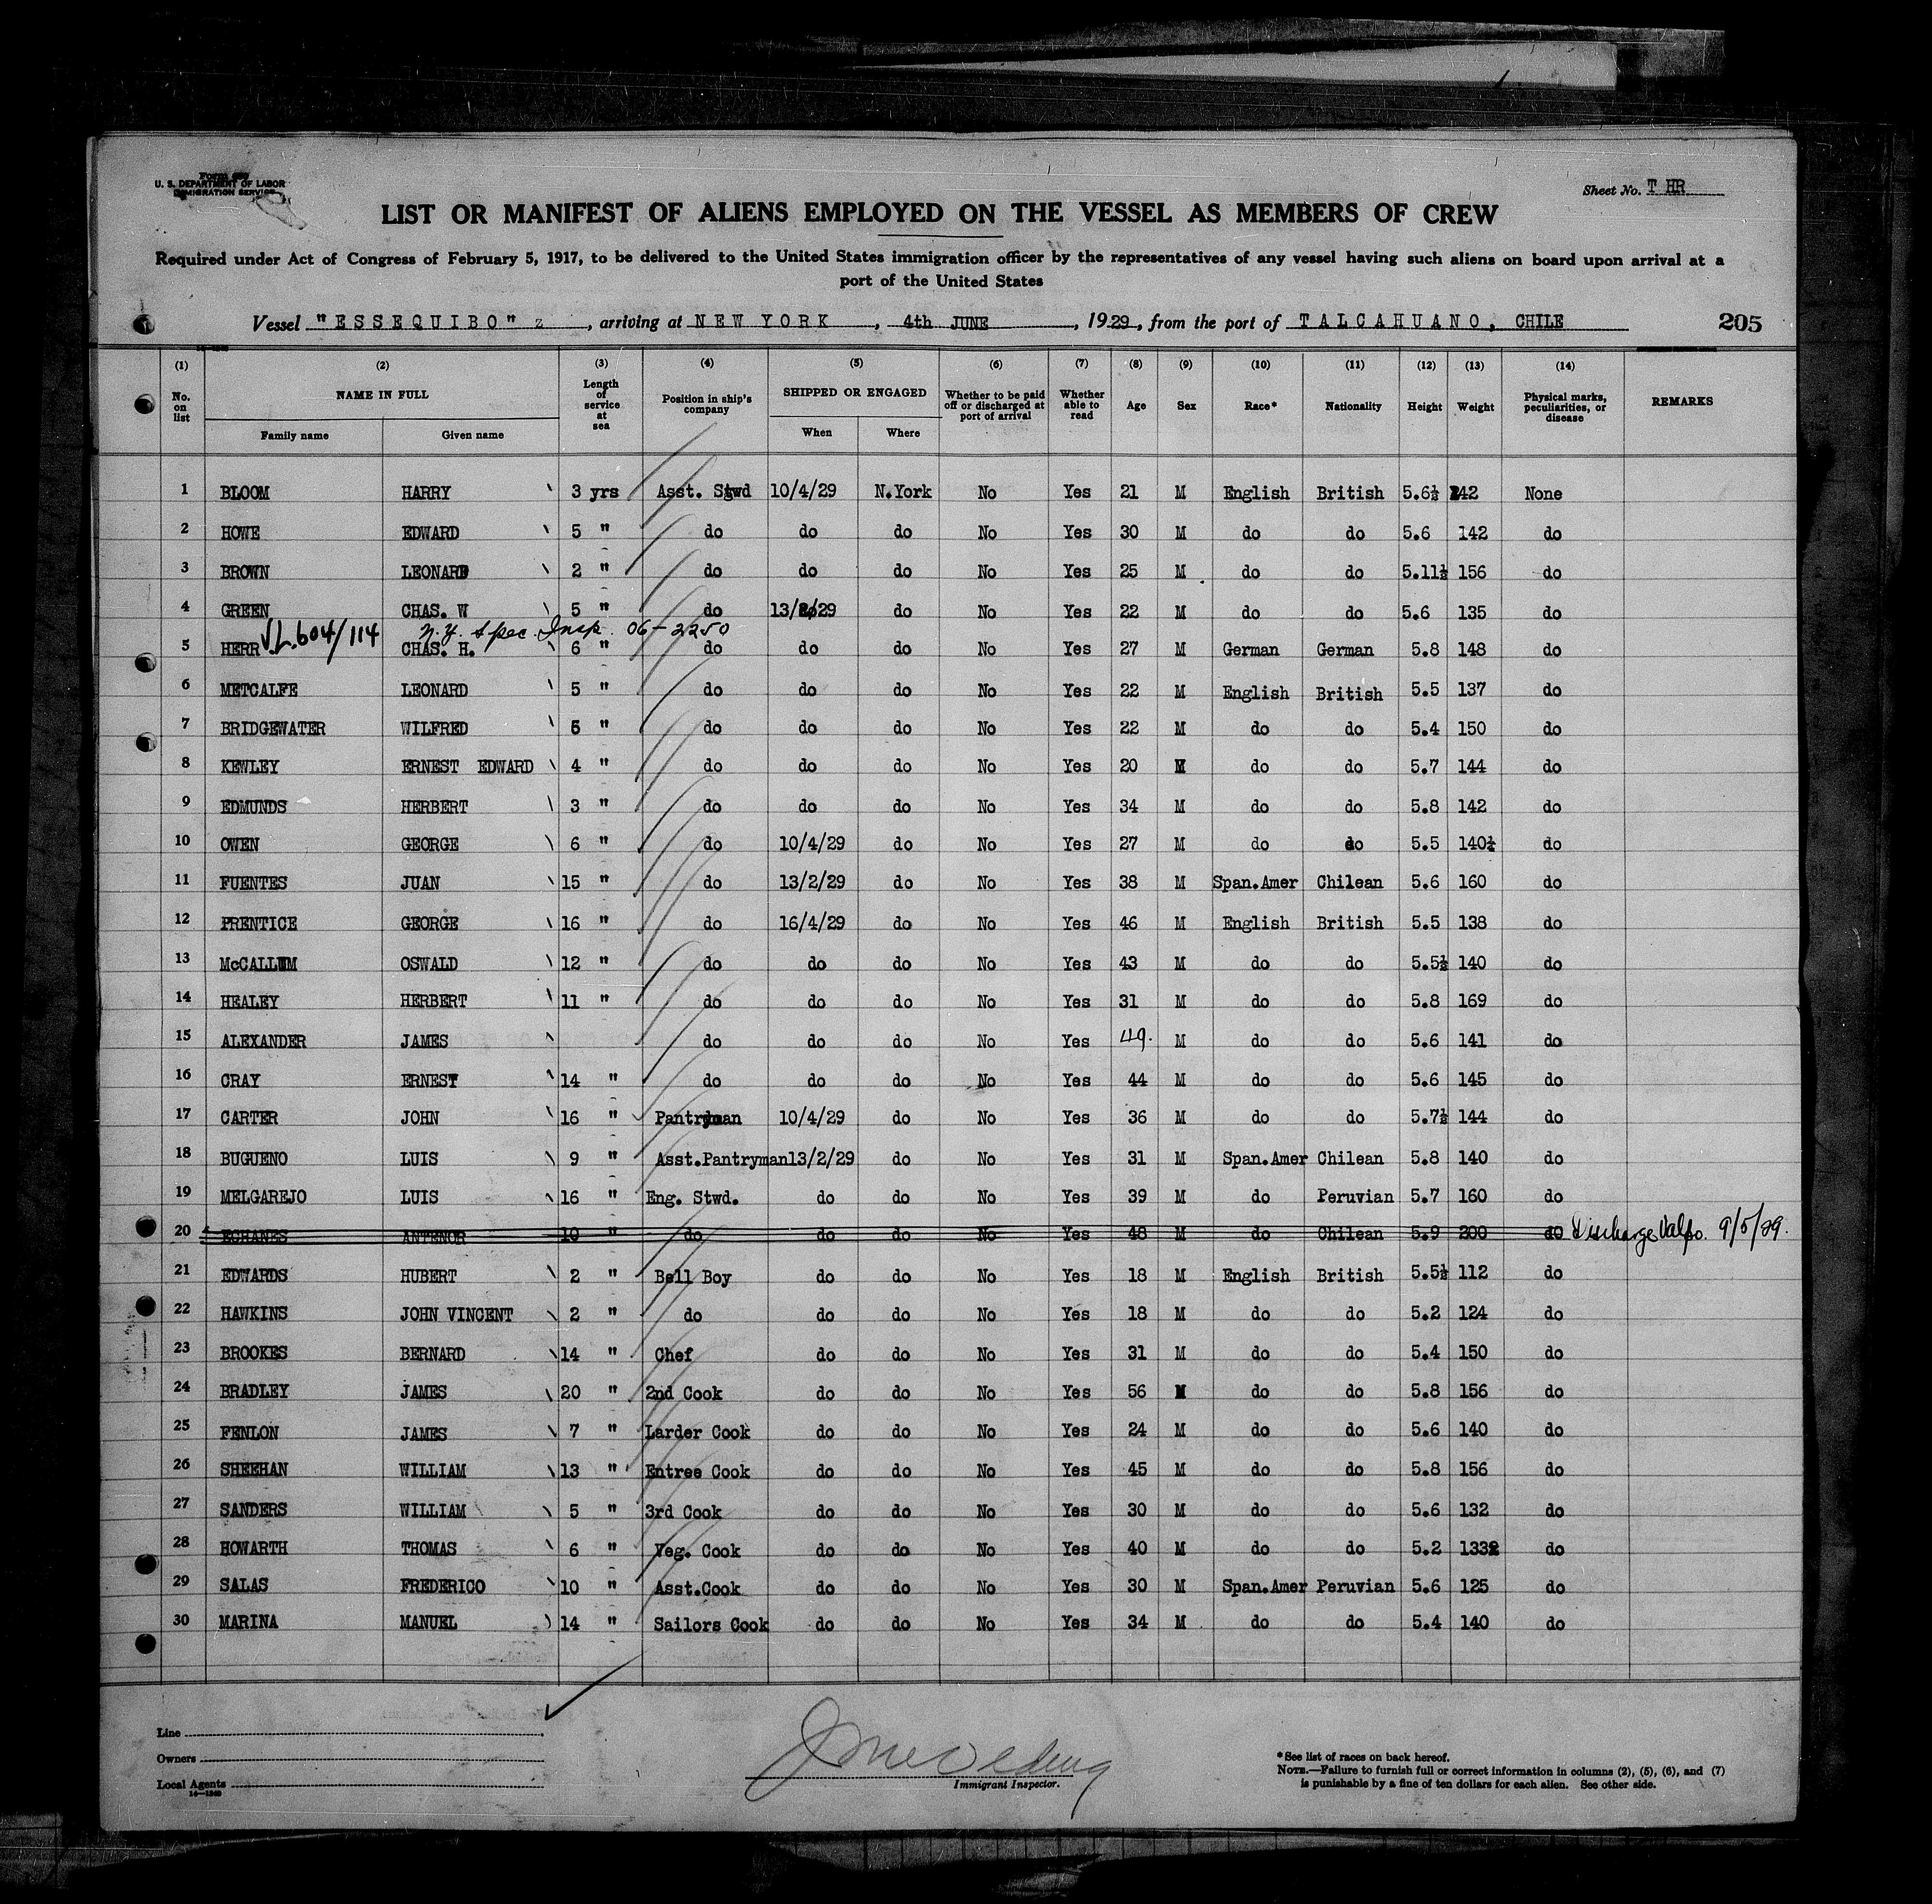 Form 689
U. S. DEPARTMENT OF LABOR
IMMIGRATION SERVICE
Sheet No. T HR
LIST OR MANIFEST OF ALIENS EMPLOYED ON THE VESSEL AS MEMBERS OF CREW
Required under Act of Congress of February 5, 1917, to be delivered to the United States immigration officer by the representatives of any vessel having such aliens on board upon arrival at a
port of the United States
Vessel "ESSEQUIBO" z , arriving at NEW YORK , 4th JUNE , 1929, from the port of TALCAHUANO, CHILE 205
(1) (2) (3) (4) (5) (6) (7) (8) (9) (10) (11) (12) (13) (14)
No. on list NAME IN FULL Length of service at sea Position in ship's company SHIPPED OR ENGAGED Whether to be paid off or discharged at port of arrival Whether able to read Age Sex Race* Nationality Height Weight Physical marks, peculiarities, or disease REMARKS
Family name Given name When Where
1 BLOOM HARRY 3 yrs Asst. Stwd 10/4/29 N.York No Yes 21 M English British 5.6½ 142 None
2 HOWE EDWARD 5 " do do do No Yes 30 M do do 5.6 142 do
3 BROWN LEONARD 2 " do do do No Yes 25 M do do 5.11½ 156 do
4 GREEN CHAS. W 5 " do 13/2/29 do No Yes 22 M do do 5.6 135 do
V.L.604/114 N.Y. Spec. Insp. 06-2250
5 HERR CHAS. H. 6 " do do do No Yes 27 M German German 5.8 148 do
6 METCALFE LEONARD 5 " do do do No Yes 22 M English British 5.5 137 do
7 BRIDGEWATER WILFRED 5 " do do do No Yes 22 M do do 5.4 150 do
8 KEWLEY ERNEST EDWARD 4 " do do do No Yes 20 M do do 5.7 144 do
9 EDMUNDS HERBERT 3 " do do do No Yes 34 M do do 5.8 142 do
10 OWEN GEORGE 6 " do 10/4/29 do No Yes 27 M do do 5.5 140½ do
11 FUENTES JUAN 15 " do 13/2/29 do No Yes 38 M Span.Amer Chilean 5.6 160 do
12 PRENTICE GEORGE 16 " do 16/4/29 do No Yes 46 M English British 5.5 138 do
13 McCALLUM OSWALD 12 " do do do No Yes 43 M do do 5.5½ 140 do
14 HEALEY HERBERT 11 " do do do No Yes 31 M do do 5.8 169 do
15 ALEXANDER JAMES do do do No Yes 49. M do do 5.6 141 do
16 CRAY ERNEST 14 " do do do No Yes 44 M do do 5.6 145 do
17 CARTER JOHN 16 " Pantryman 10/4/29 do No Yes 36 M do do 5.7½ 144 do
18 BUGUENO LUIS 9 " Asst.Pantryman 13/2/29 do No Yes 31 M Span.Amer Chilean 5.8 140 do
19 MELGAREJO LUIS 16 " Eng. Stwd. do do No Yes 39 M do Peruvian 5.7 160 do
20 ECHANES ANTENOR 10 " do do do No Yes 48 M do Chilean 5.9 200 do Discharge Valpo. 9/5/29.
21 EDWARDS HUBERT 2 " Bell Boy do do No Yes 18 M English British 5.5½ 112 do
22 HAWKINS JOHN VINCENT 2 " do do do No Yes 18 M do do 5.2 124 do
23 BROOKES BERNARD 14 " Chef do do No Yes 31 M do do 5.4 150 do
24 BRADLEY JAMES 20 " 2nd Cook do do No Yes 56 M do do 5.8 156 do
25 FENLON JAMES 7 " Larder Cook do do No Yes 24 M do do 5.6 140 do
26 SHEEHAN WILLIAM 13 " Entree Cook do do No Yes 45 M do do 5.8 156 do
27 SANDERS WILLIAM 5 " 3rd Cook do do No Yes 30 M do do 5.6 132 do
28 HOWARTH THOMAS 6 " Veg. Cook do do No Yes 40 M do do 5.2 133 do
29 SALAS FREDERICO 10 " Asst.Cook do do No Yes 30 M Span.Amer Peruvian 5.6 125 do
30 MARINA MANUEL 14 " Sailors Cook do do No Yes 34 M do do 5.4 140 do
Line
Owners
Local Agents
14—1240
Immigrant Inspector.
*See list of races on back hereof.
NOTE.—Failure to furnish full or correct information in columns (2), (5), (6), and (7)
is punishable by a fine of ten dollars for each alien. See other side.